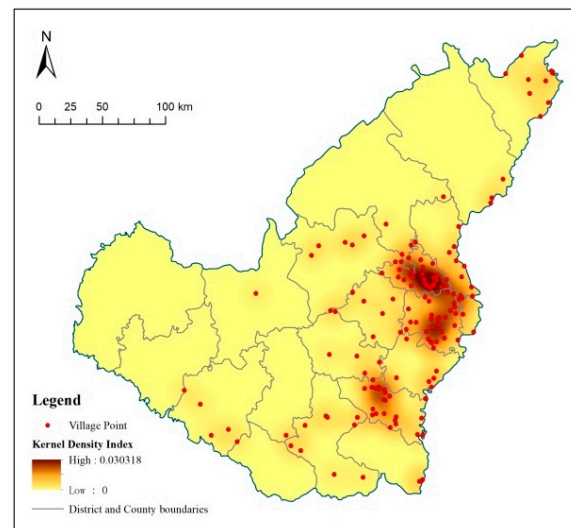 N
0 25 50 100 km
Legend
Village Point
Kernel Density Index
High : 0.030318
Low : 0
District and County boundaries